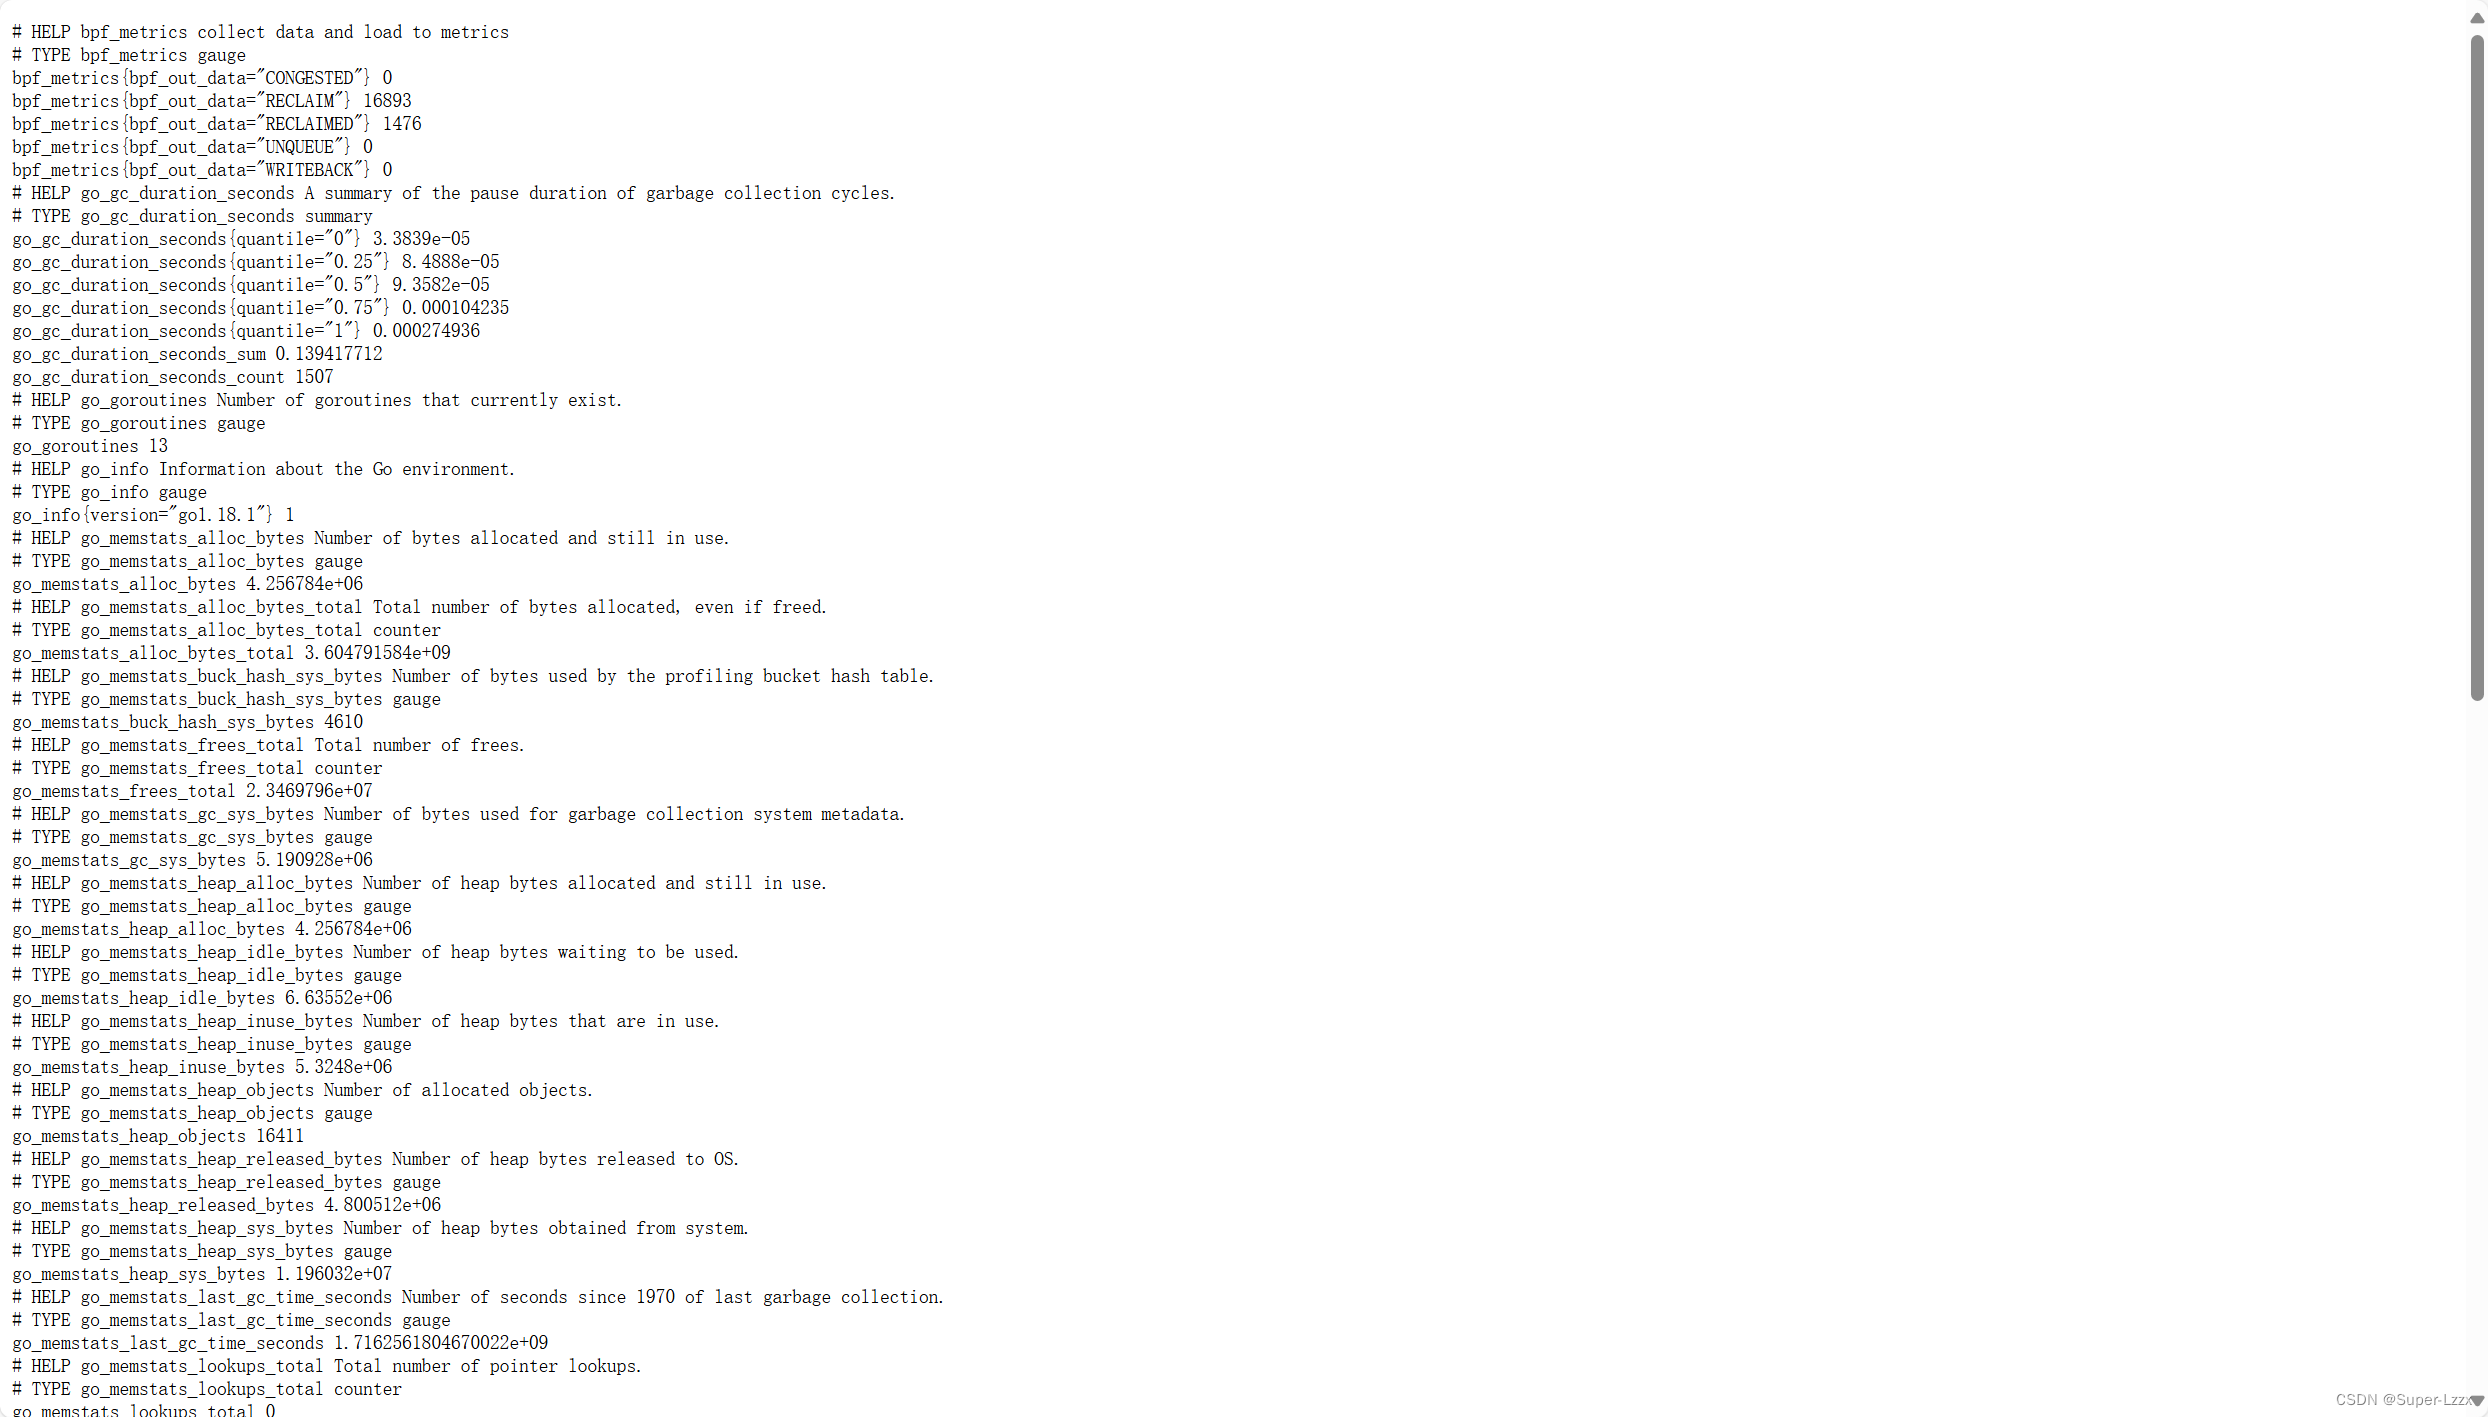 # HELP bpf_metrics collect data and load to metrics
# TYPE bpf_metrics gauge
bpf_metrics{bpf_out_data="CONGESTED"} 0
bpf_metrics{bpf_out_data="RECLAIM"} 16893
bpf_metrics{bpf_out_data="RECLAIMED"} 1476
bpf_metrics{bpf_out_data="UNQUEUE"} 0
bpf_metrics{bpf_out_data="WRITEBACK"} 0
# HELP go_gc_duration_seconds A summary of the pause duration of garbage collection cycles.
# TYPE go_gc_duration_seconds summary
go_gc_duration_seconds{quantile="0"} 3.3839e-05
go_gc_duration_seconds{quantile="0.25"} 8.4888e-05
go_gc_duration_seconds{quantile="0.5"} 9.3582e-05
go_gc_duration_seconds{quantile="0.75"} 0.000104235
go_gc_duration_seconds{quantile="1"} 0.000274936
go_gc_duration_seconds_sum 0.139417712
go_gc_duration_seconds_count 1507
# HELP go_goroutines Number of goroutines that currently exist.
# TYPE go_goroutines gauge
go_goroutines 13
# HELP go_info Information about the Go environment.
# TYPE go_info gauge
go_info{version="go1.18.1"} 1
# HELP go_memstats_alloc_bytes Number of bytes allocated and still in use.
# TYPE go_memstats_alloc_bytes gauge
go_memstats_alloc_bytes 4.256784e+06
# HELP go_memstats_alloc_bytes_total Total number of bytes allocated, even if freed.
# TYPE go_memstats_alloc_bytes_total counter
go_memstats_alloc_bytes_total 3.604791584e+09
# HELP go_memstats_buck_hash_sys_bytes Number of bytes used by the profiling bucket hash table.
# TYPE go_memstats_buck_hash_sys_bytes gauge
go_memstats_buck_hash_sys_bytes 4610
# HELP go_memstats_frees_total Total number of frees.
# TYPE go_memstats_frees_total counter
go_memstats_frees_total 2.3469796e+07
# HELP go_memstats_gc_sys_bytes Number of bytes used for garbage collection system metadata.
# TYPE go_memstats_gc_sys_bytes gauge
go_memstats_gc_sys_bytes 5.190928e+06
# HELP go_memstats_heap_alloc_bytes Number of heap bytes allocated and still in use.
# TYPE go_memstats_heap_alloc_bytes gauge
go_memstats_heap_alloc_bytes 4.256784e+06
# HELP go_memstats_heap_idle_bytes Number of heap bytes waiting to be used.
# TYPE go_memstats_heap_idle_bytes gauge
go_memstats_heap_idle_bytes 6.63552e+06
# HELP go_memstats_heap_inuse_bytes Number of heap bytes that are in use.
# TYPE go_memstats_heap_inuse_bytes gauge
go_memstats_heap_inuse_bytes 5.3248e+06
# HELP go_memstats_heap_objects Number of allocated objects.
# TYPE go_memstats_heap_objects gauge
go_memstats_heap_objects 16411
# HELP go_memstats_heap_released_bytes Number of heap bytes released to OS.
# TYPE go_memstats_heap_released_bytes gauge
go_memstats_heap_released_bytes 4.800512e+06
# HELP go_memstats_heap_sys_bytes Number of heap bytes obtained from system.
# TYPE go_memstats_heap_sys_bytes gauge
go_memstats_heap_sys_bytes 1.196032e+07
# HELP go_memstats_last_gc_time_seconds Number of seconds since 1970 of last garbage collection.
# TYPE go_memstats_last_gc_time_seconds gauge
go_memstats_last_gc_time_seconds 1.7162561804670022e+09
# HELP go_memstats_lookups_total Total number of pointer lookups.
# TYPE go_memstats_lookups_total counter
go_memstats_lookups_total 0
CSDN @Super-Lzzx